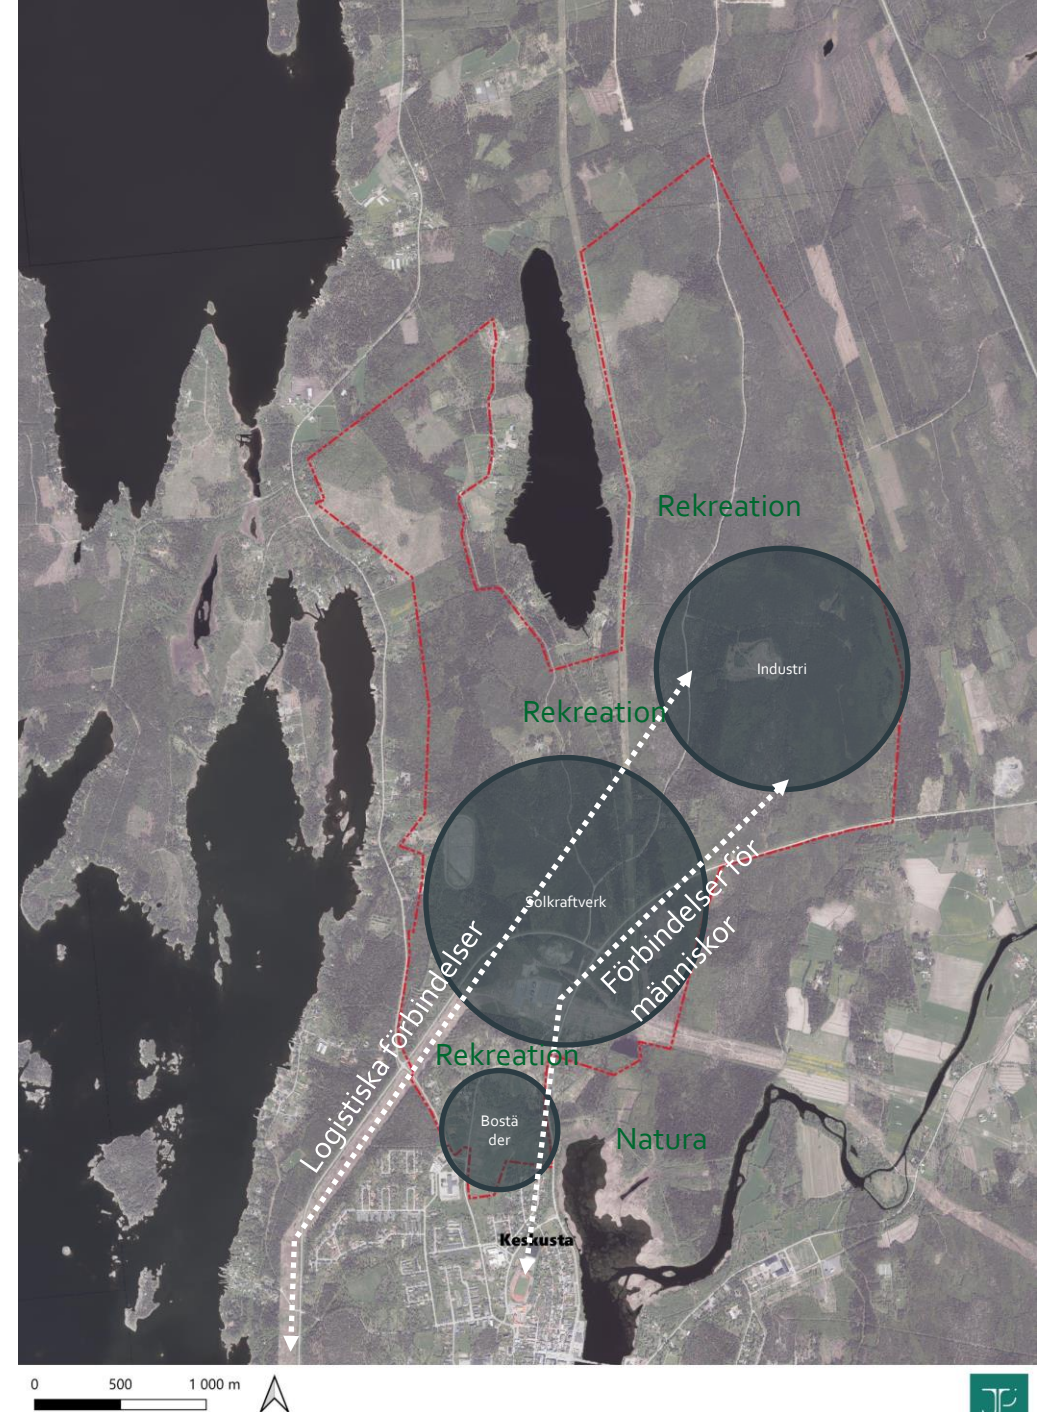 Rekreation
Industri
Rekreation
Solkraftverk
Förbindelser för
människor
Logistiska förbindelser
Rekreation
Bostä
der
Natura
Keskusta
0 500 1 000 m